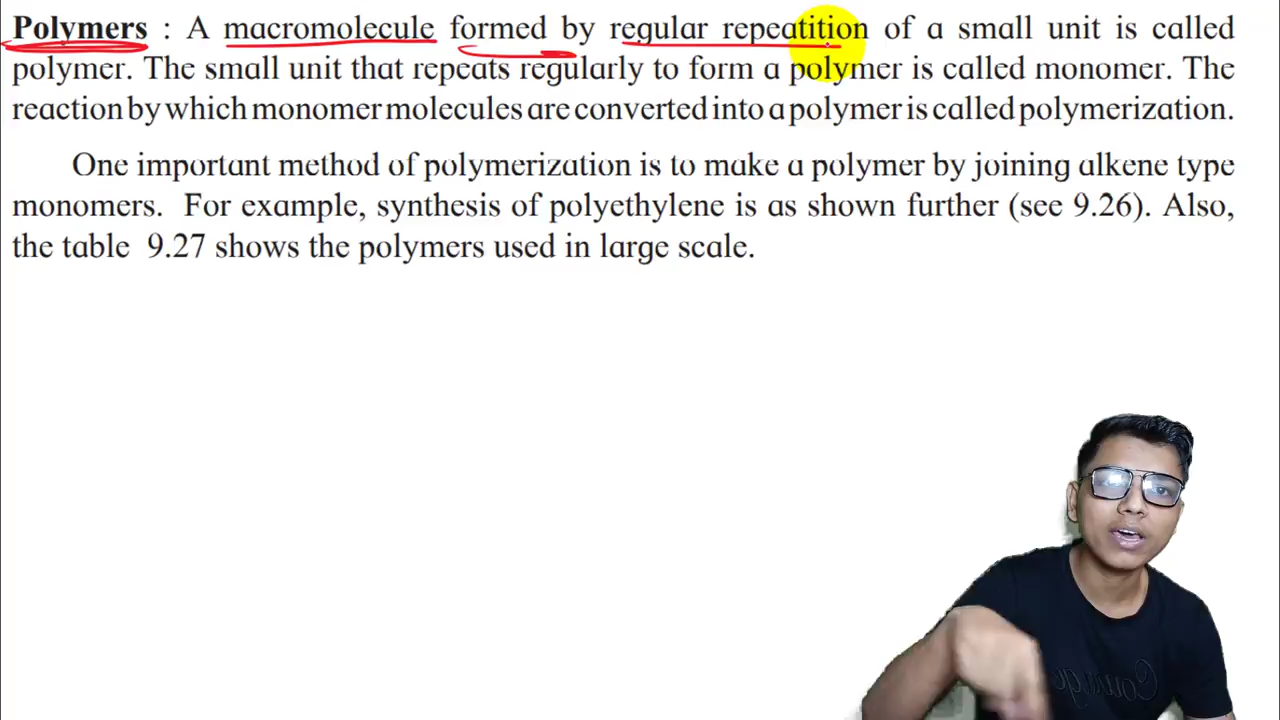 Polymers : A macromolecule formed by regular repeatition of a small unit is called
polymer. The small unit that repeats regularly to form a polymer is called monomer. The
reaction by which monomer molecules are converted into a polymer is called polymerization.
One important method of polymerization is to make a polymer by joining alkene type
monomers. For example, synthesis of polyethylene is as shown further (see 9.26). Also,
the table 9.27 shows the polymers used in large scale.